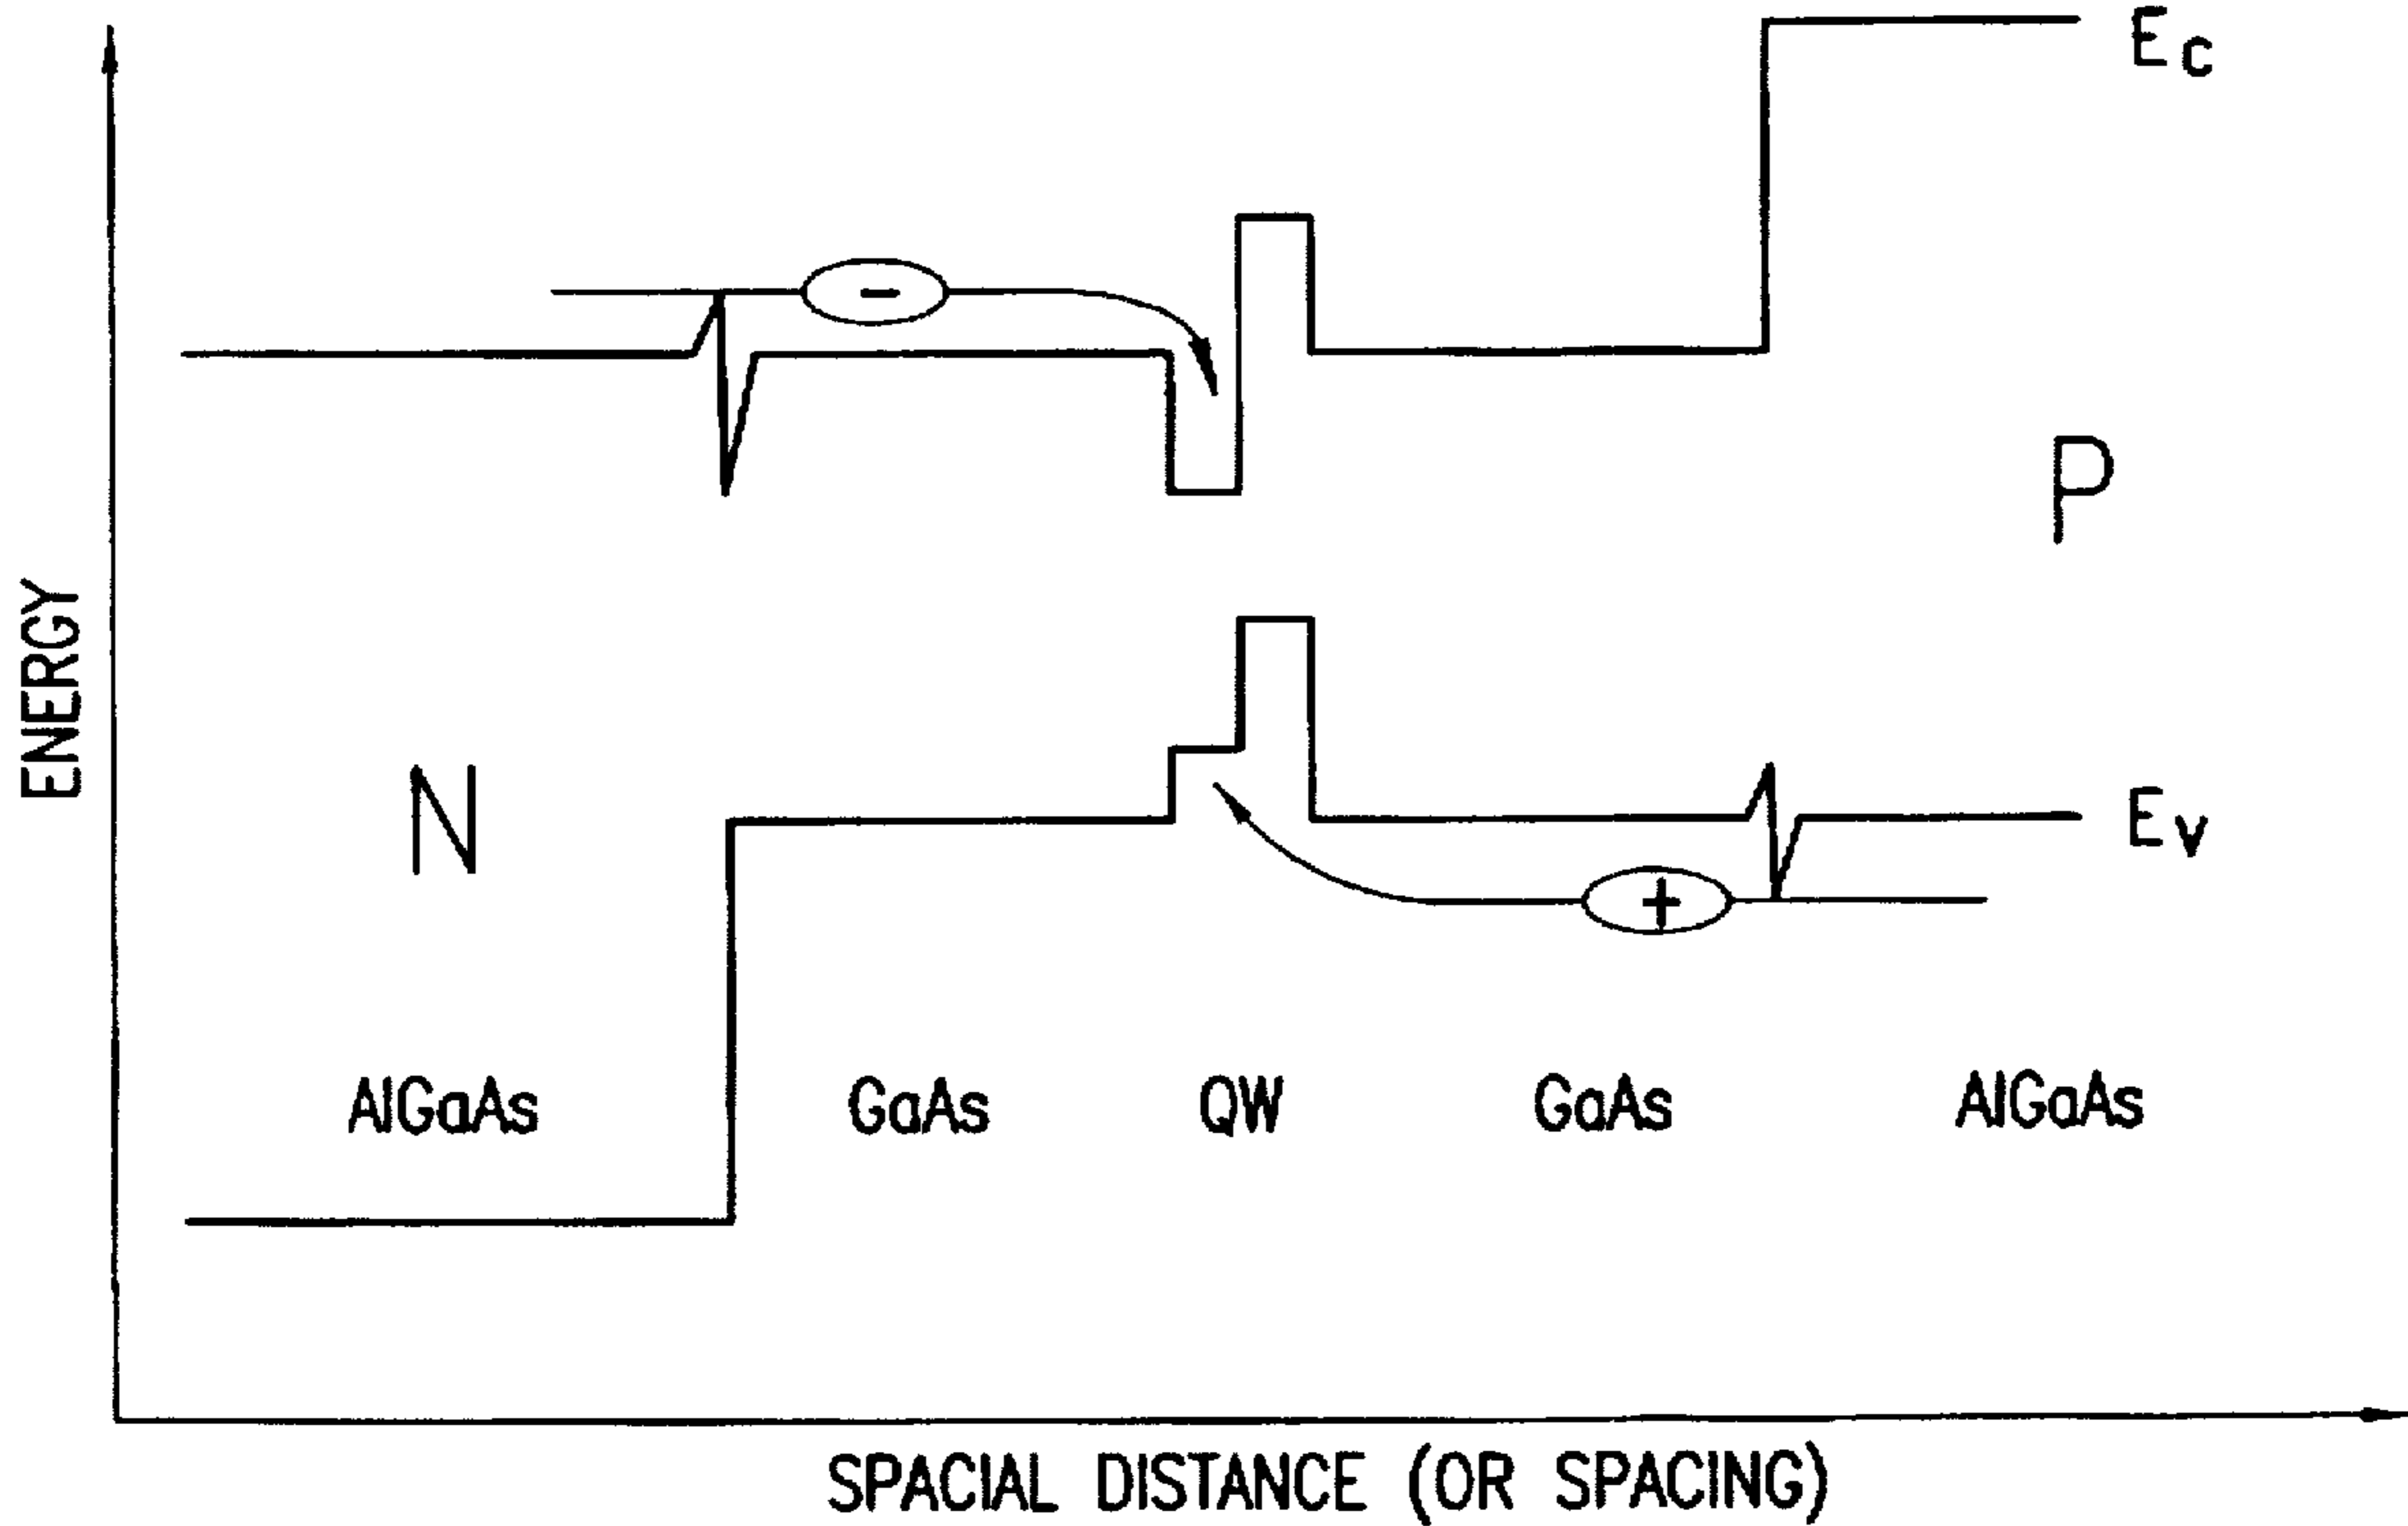 Ec
-
P
ENERGY
N
Ev
+
AlGaAs GaAs QW GaAs AlGaAs
SPACIAL DISTANCE (OR SPACING)